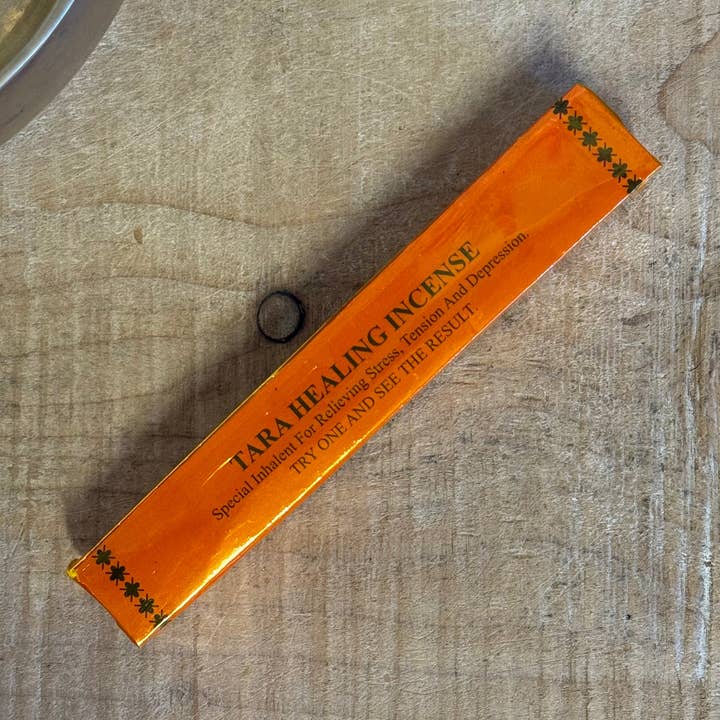 TARA HEALING INCENSE
Special Inhalent For Relieving Stress, Tension And Depression.
TRY ONE AND SEE THE RESULT.